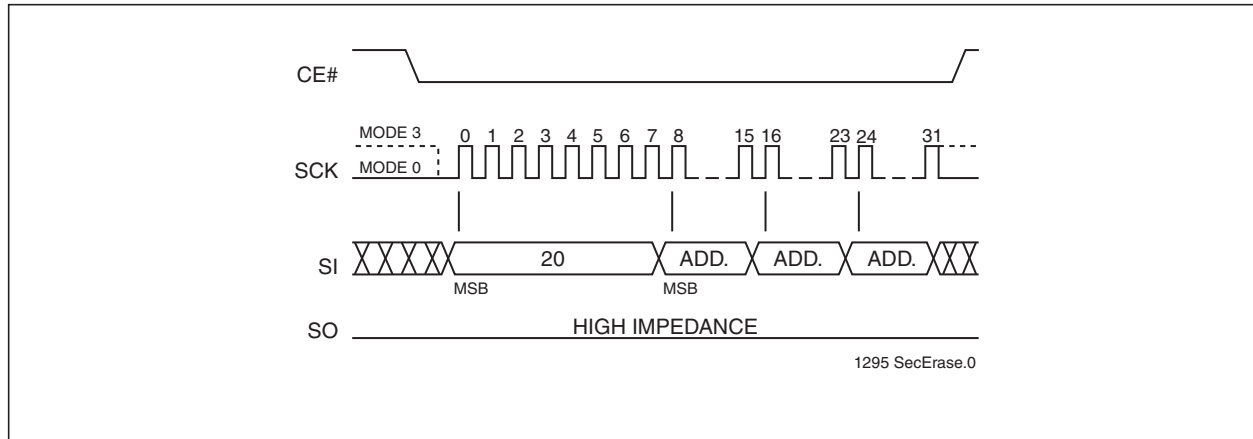 CE#
MODE 3
0 1 2 3 4 5 6 7 8 15 16 23 24 31
SCK
MODE 0
SI
20
ADD.
ADD.
ADD.
MSB
MSB
SO
HIGH IMPEDANCE
1295 SecErase.0